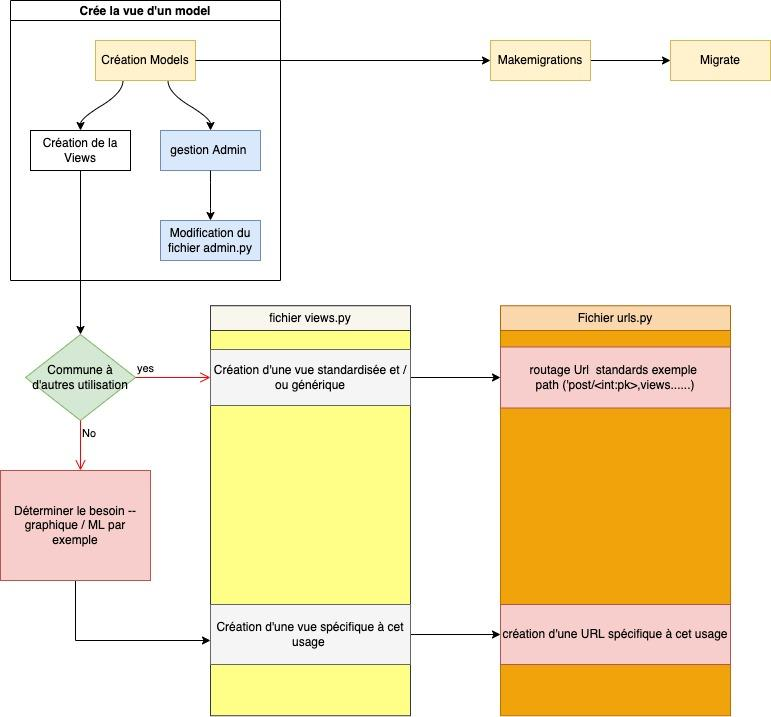 Crée la vue d'un model
Création Models
Makemigrations
Migrate
Création de la
Views
gestion Admin
Modification du
fichier admin.py
fichier views.py
Fichier urls.py
Commune à
d'autres utilisation
yes
Création d'une vue standardisée et /
ou générique
routage Url  standards exemple
path ('post/<int:pk>,views......)
No
Déterminer le besoin --
graphique / ML par
exemple
Création d'une vue spécifique à cet
usage
création d'une URL spécifique à cet usage